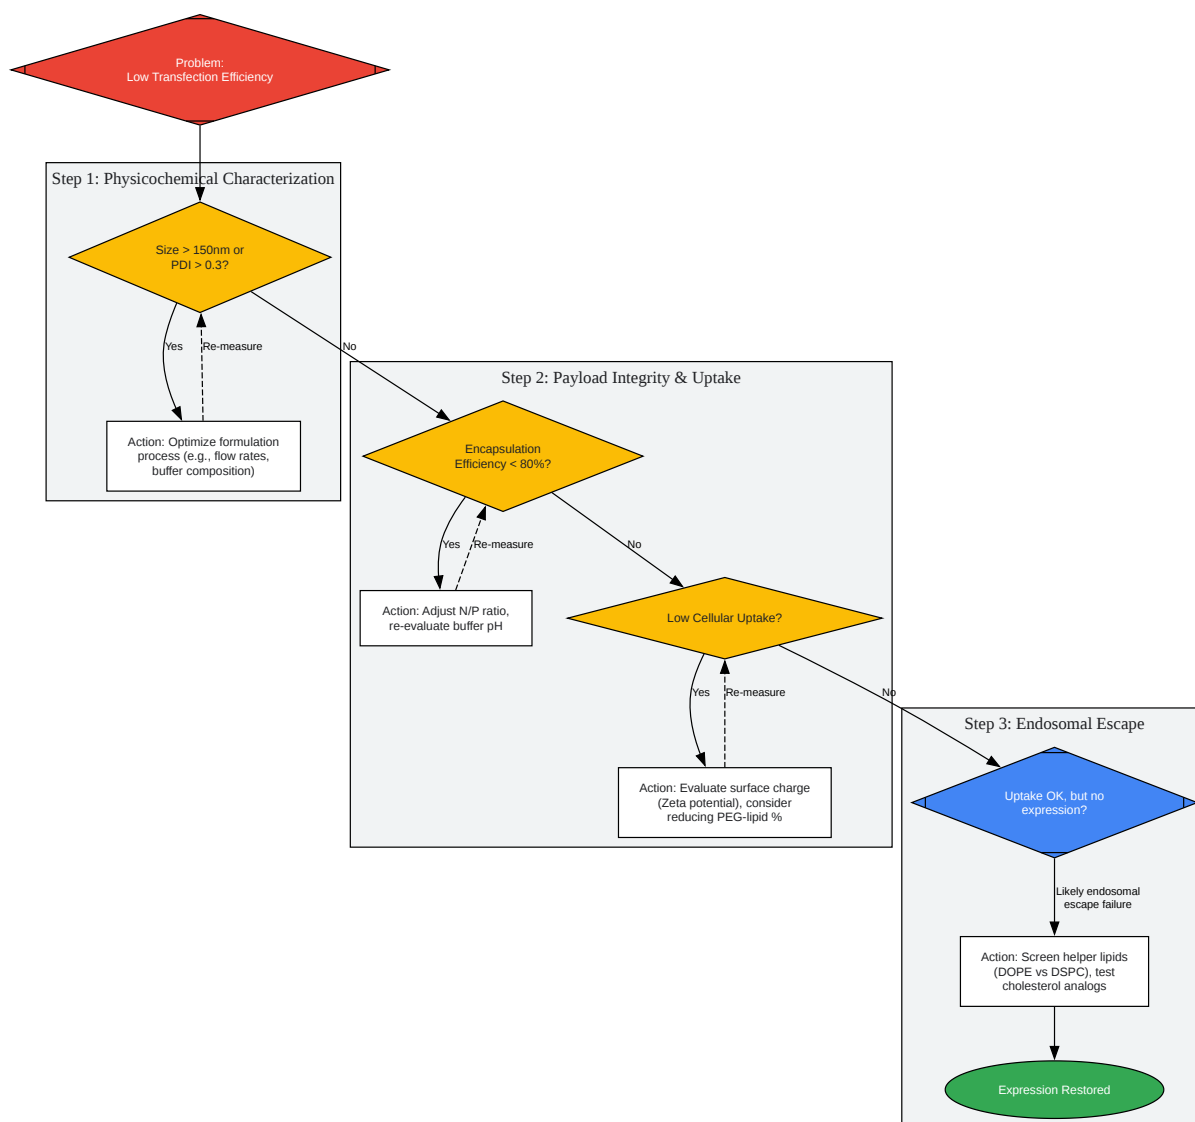 Problem:
Low Transfection Efficiency
Step 1: Physicochemical Characterization
Size > 150nm or
PDI > 0.3?
Yes
Re-measure
No
Action: Optimize formulation
process (e.g., flow rates,
buffer composition)
Step 2: Payload Integrity & Uptake
Encapsulation
Efficiency < 80%?
Yes
Re-measure
No
Action: Adjust N/P ratio,
re-evaluate buffer pH
Low Cellular Uptake?
Yes
Re-measure
No
Action: Evaluate surface charge
(Zeta potential), consider
reducing PEG-lipid %
Step 3: Endosomal Escape
Uptake OK, but no
expression?
Likely endosomal
escape failure
Action: Screen helper lipids
(DOPE vs DSPC), test
cholesterol analogs
Expression Restored